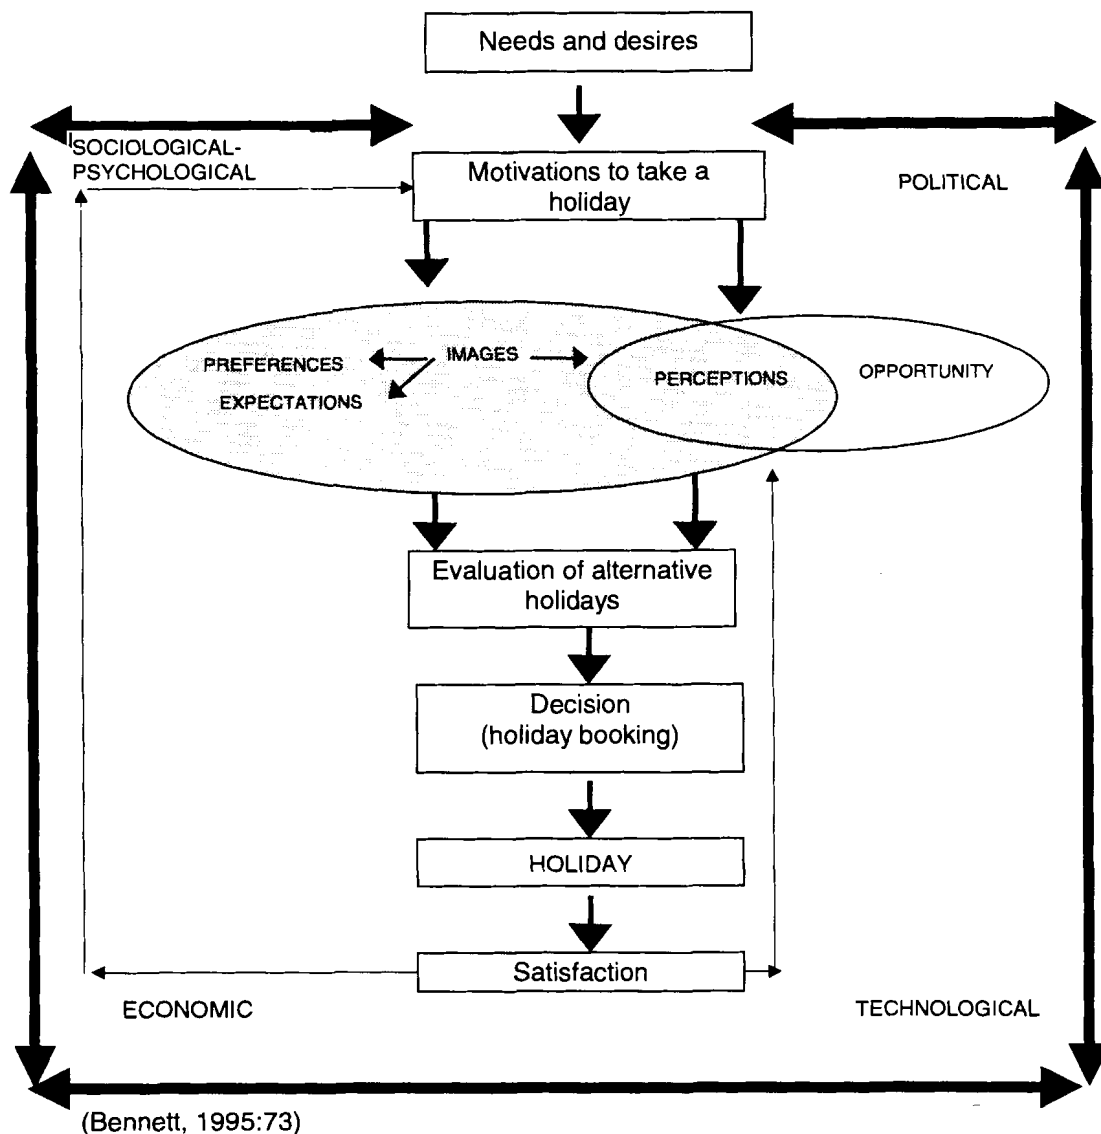 Needs and desires
SOCIOLOGICAL-
PSYCHOLOGICAL
Motivations to take a
holiday
POLITICAL
IMAGES
PREFERENCES
EXPECTATIONS
PERCEPTIONS
OPPORTUNITY
Evaluation of alternative
holidays
Decision
(holiday booking)
HOLIDAY
Satisfaction
ECONOMIC
TECHNOLOGICAL
(Bennett, 1995:73)